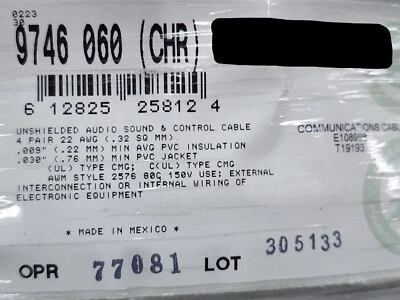 0223
30
9746 060 (CHR)
6 12825 25812 4
UNSHIELDED AUDIO SOUND & CONTROL CABLE
4 PAIR 22 AWG (.32 SQ MM)
.009" (.22 MM) MIN AVG PVC INSULATION
.030" (.76 MM) MIN PVC JACKET
(UL) TYPE CMG; C(UL) TYPE CMG
AWM STYLE 2576 80C 150V USE: EXTERNAL
INTERCONNECTION OR INTERNAL WIRING OF
ELECTRONIC EQUIPMENT
COMMUNICATIONS CABLE
T19193
* MADE IN MEXICO *
OPR 77081 LOT 305133